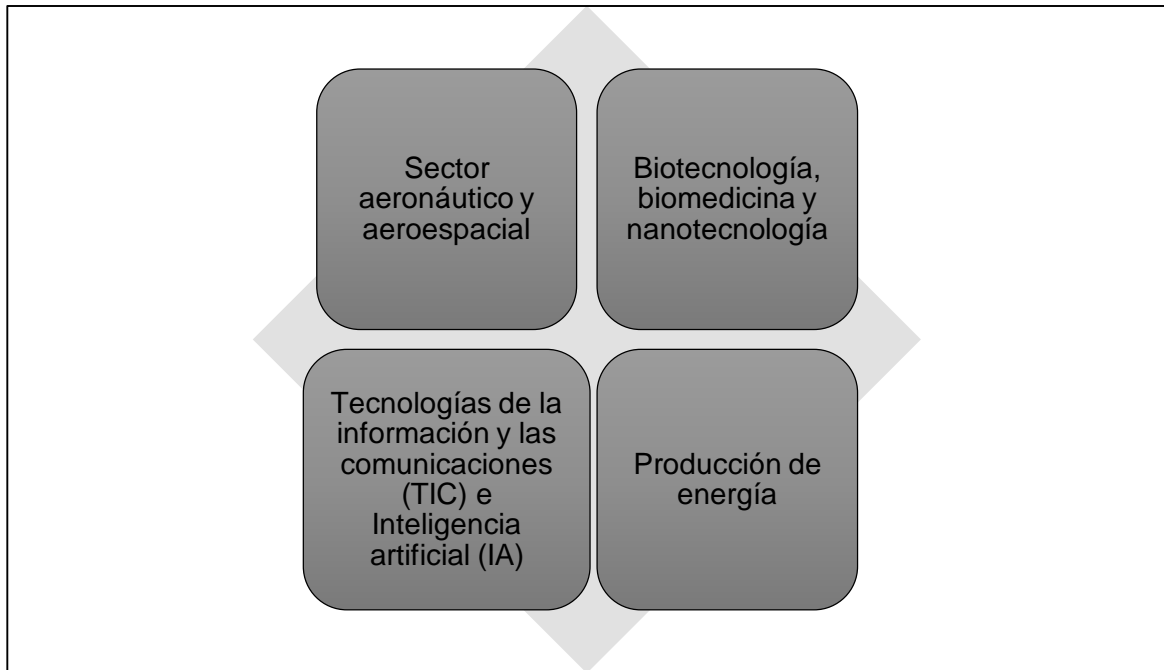 Sector
aeronáutico y
aeroespacial
Biotecnología,
biomedicina y
nanotecnología
Tecnologías de la
información y las
comunicaciones
(TIC) e
Inteligencia
artificial (IA)
Producción de
energía